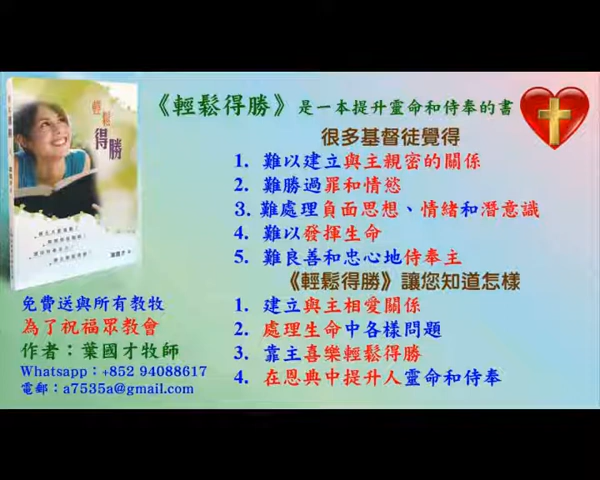 《輕鬆得勝》是一本提升靈命和侍奉的書
很多基督徒覺得
1. 難以建立與主親密的關係
2. 難勝過罪和情慾
3. 難處理負面思想、情緒和潛意識
4. 難以發揮生命
5. 難良善和忠心地侍奉主
《輕鬆得勝》讓您知道怎樣
1. 建立與主相愛關係
2. 處理生命中各樣問題
3. 靠主喜樂輕鬆得勝
4. 在恩典中提升人靈命和侍奉
輕鬆
得勝
免費送與所有教牧
為了祝福眾教會
作者：葉國才牧師
Whatsapp：+852 94088617
電郵：a7535a@gmail.com